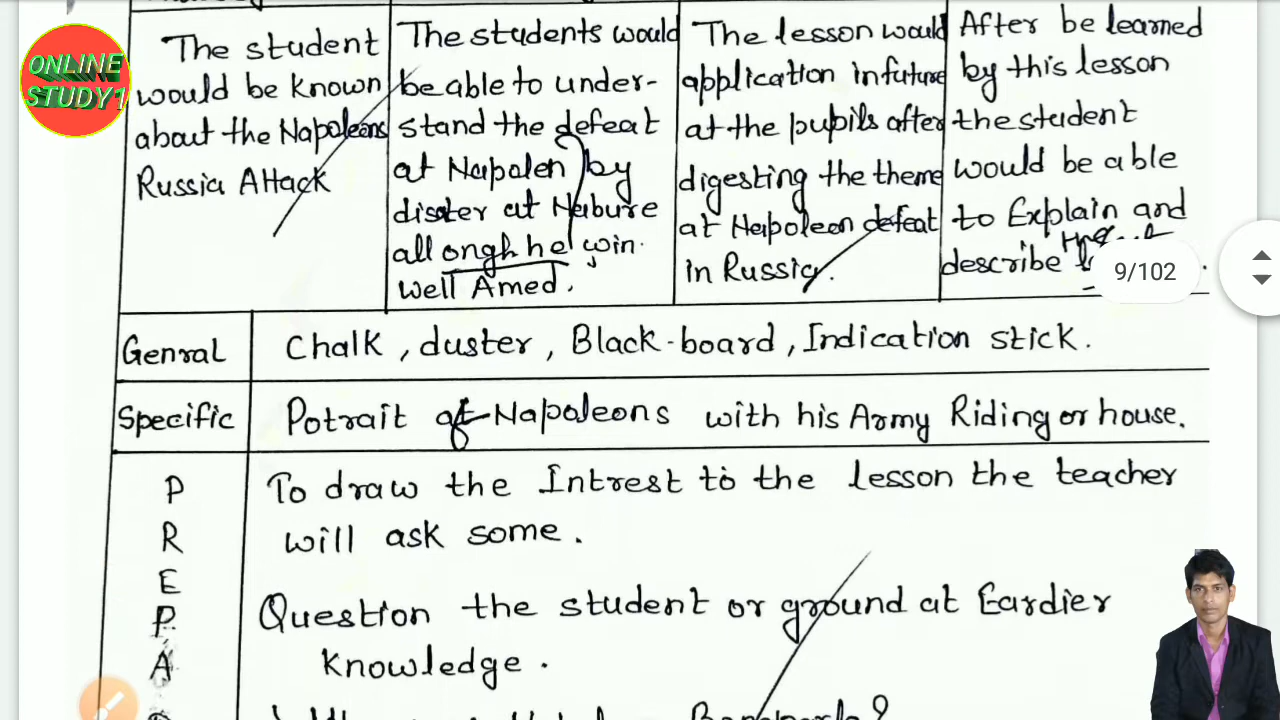 ONLINE
STUDY1
The student
would be known
about the Napoleons
Russia Attack
The students would
be able to under-
stand the defeat
at Napolen by
disster at Nabure
all ongh he win
well Amed.
The lesson would
application in future
at the pupils after
digesting the theme
at Napoleon defeat
in Russia.
After be learned
by this lesson
the student
would be able
to Explain and
describe
9/102
Genral
Chalk, duster, Black-board, Indication stick.
Specific
Potrait of Napoleons with his Army Riding or house.
P
R
E
P
A
To draw the Intrest to the lesson the teacher
will ask some.
Question the student or ground at Eardier
Knowledge.